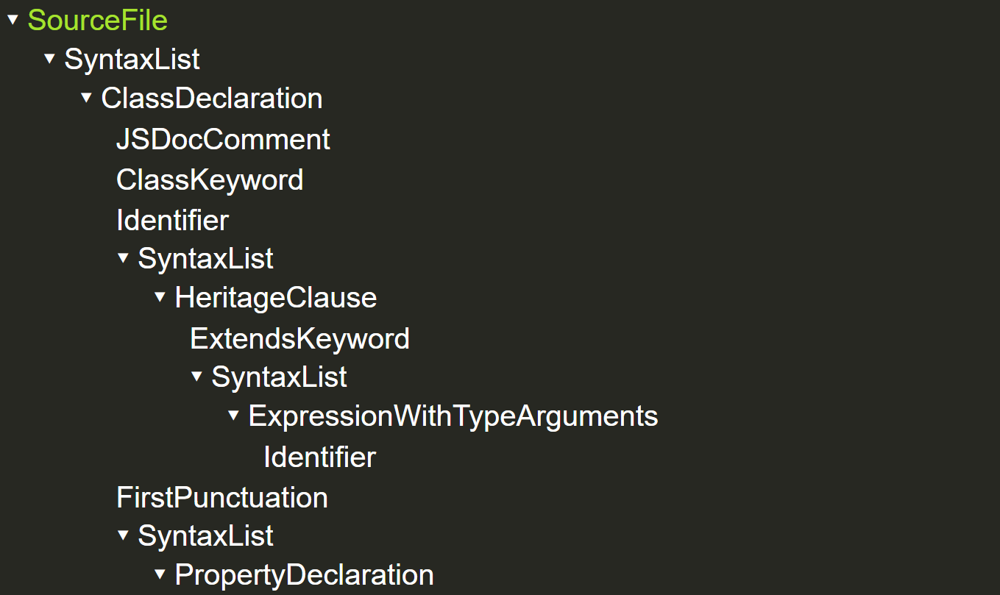 SourceFile
SyntaxList
ClassDeclaration
JSDocComment
ClassKeyword
Identifier
SyntaxList
HeritageClause
ExtendsKeyword
SyntaxList
ExpressionWithTypeArguments
Identifier
FirstPunctuation
SyntaxList
PropertyDeclaration